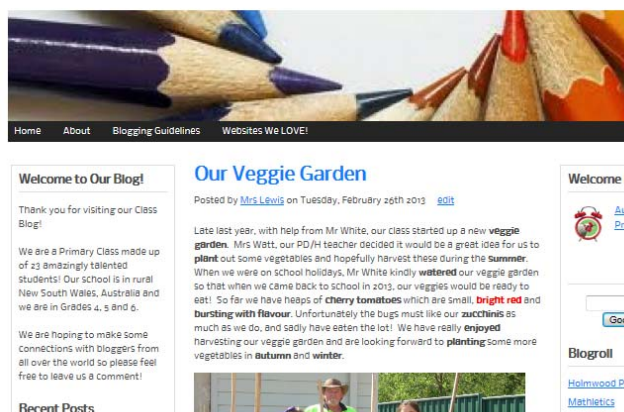 Home About Blogging Guidelines Websites We LOVE!
Welcome to Our Blog!
Thank you for visiting our Class
Blog!
We are a Primary Class made up
of 23 amazingly talented
students! Our school is in rural
New South Wales, Australia and
we are in Grades 4, 5 and 6.
We are hoping to make some
connections with bloggers from
all over the world so please feel
free to leave us a comment!
Recent Posts
Our Veggie Garden
Posted by Mrs Lewis on Tuesday, February 26th 2013 edit
Late last year, with help from Mr White, our class started up a new veggie
garden. Mrs Watt, our PD/H teacher decided it would be a great idea for us to
plant out some vegetables and hopefully harvest these during the summer.
When we were on school holidays, Mr White kindly watered our veggie garden
so that when we came back to school in 2013, our veggies would be ready to
eat! So far we have heaps of cherry tomatoes which are small, bright red and
bursting with flavour. Unfortunately the bugs must like our zucchinis as
much as we do, and sadly have eaten the lot! We have really enjoyed
harvesting our veggie garden and are looking forward to planting some more
vegetables in autumn and winter.
Welcome
Blogroll
Holmwood P
Mathletics